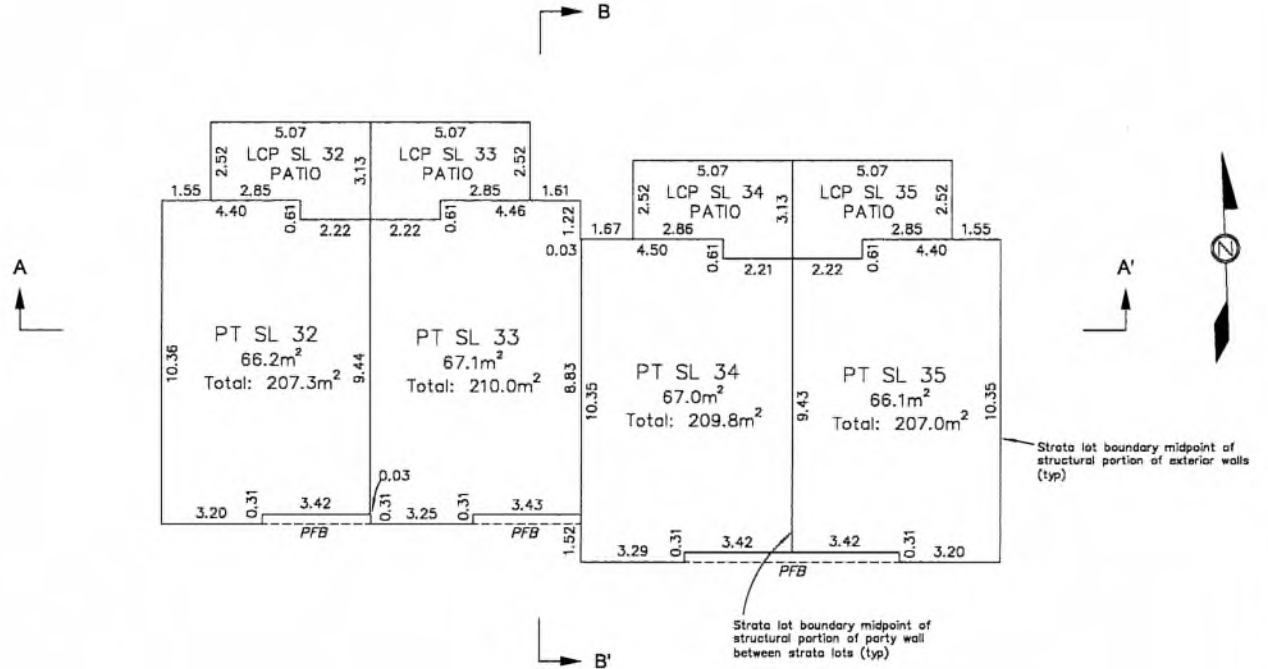 B
5.07
5.07
LCP SL 32
PATIO
LCP SL 33
PATIO
2.52
3.13
2.52
1.55
2.85
2.85
1.61
4.40
0.61
2.22
2.22
0.61
4.46
1.22
0.03
5.07
5.07
LCP SL 34
PATIO
LCP SL 35
PATIO
2.52
3.13
2.52
1.67
2.86
2.85
1.55
4.50
0.61
2.21
2.22
0.61
4.40
A
A'
N
PT SL 32
66.2m²
Total: 207.3m²
10.36
9.44
PT SL 33
67.1m²
Total: 210.0m²
8.83
10.35
PT SL 34
67.0m²
Total: 209.8m²
9.43
PT SL 35
66.1m²
Total: 207.0m²
10.35
Strata lot boundary midpoint of
structural portion of exterior walls
(typ)
0.03
3.20
0.31
3.42
0.31
3.25
0.31
3.43
PFB
PFB
1.52
3.29
0.31
3.42
3.42
0.31
3.20
PFB
Strata lot boundary midpoint of
structural portion of party wall
between strata lots (typ)
B'